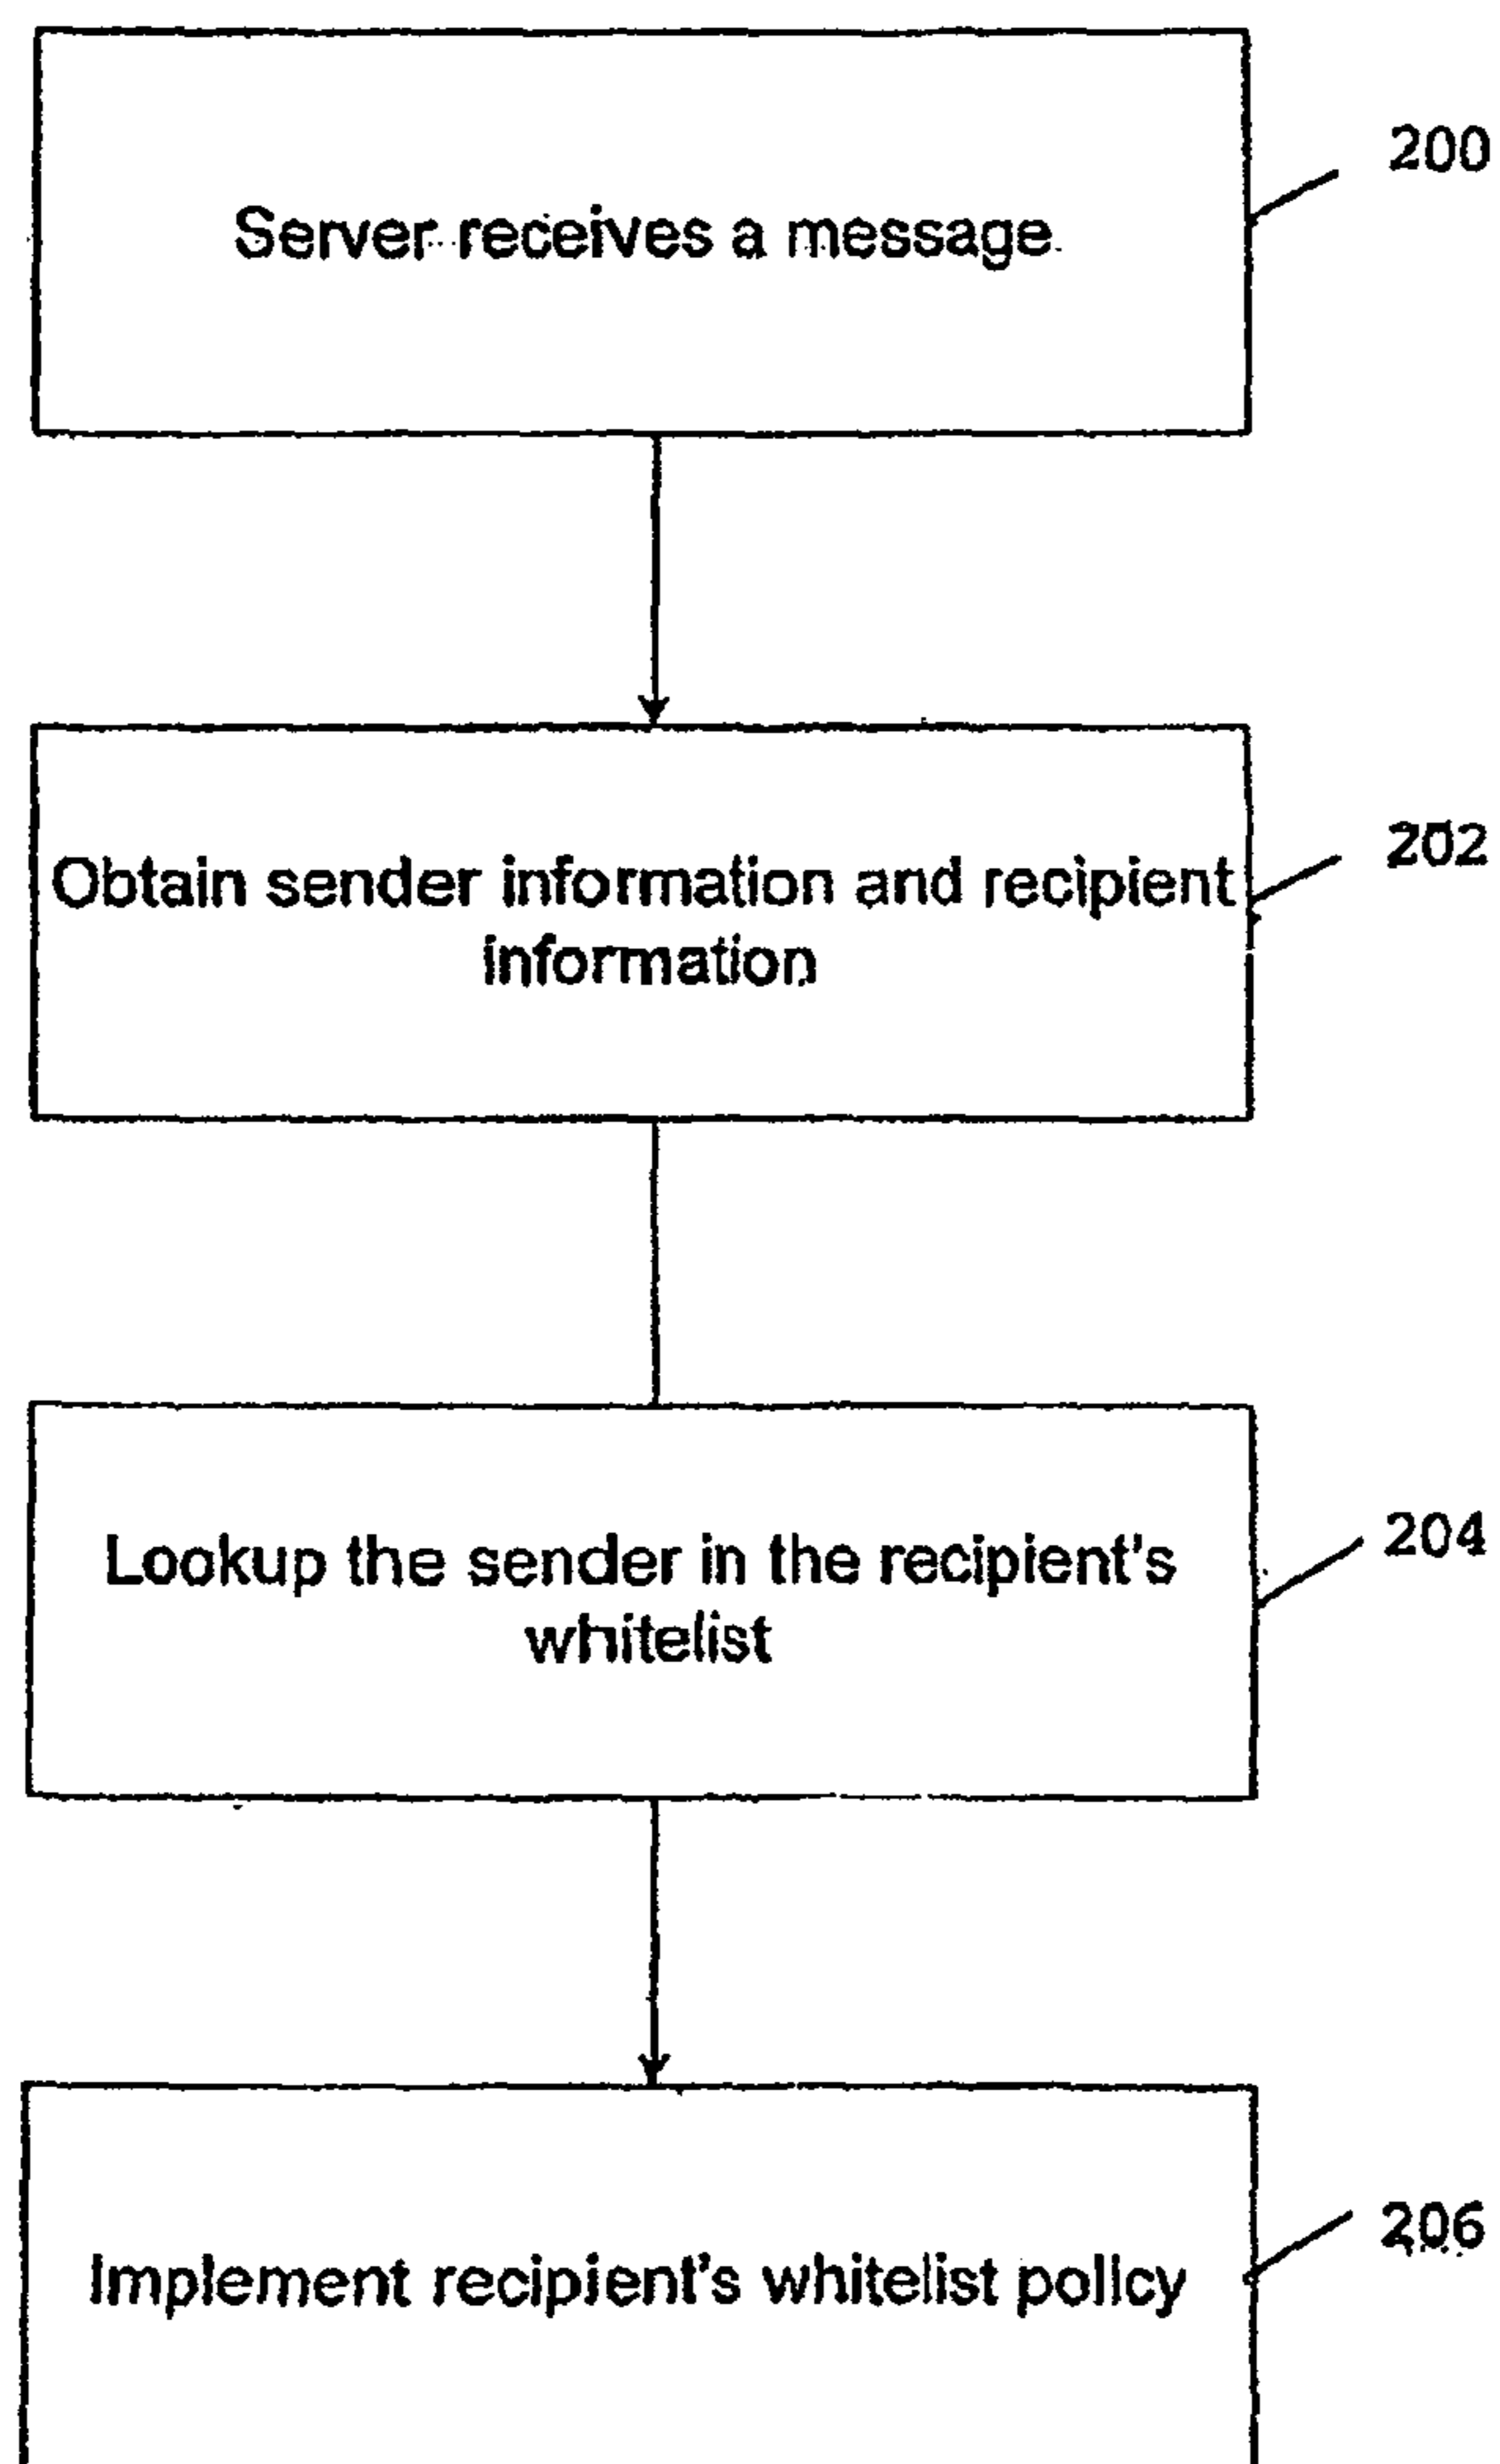 200
Server receives a message
202
Obtain sender information and recipient
information
204
Lookup the sender in the recipient's
whitelist
206
Implement recipient's whitelist policy